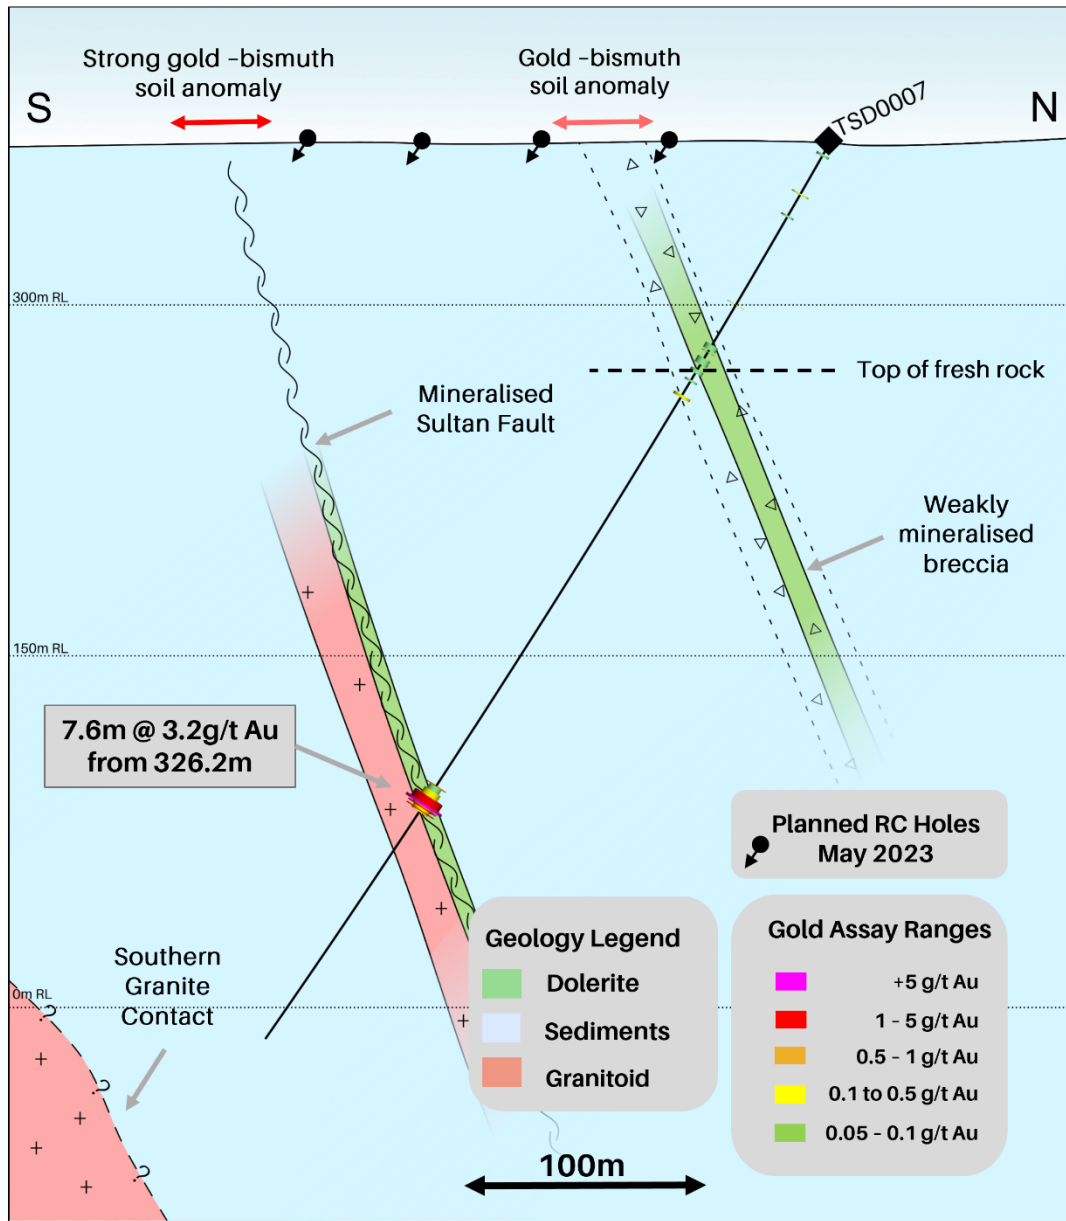 Strong gold –bismuth
soil anomaly
Gold –bismuth
soil anomaly
S
TSD0007
N
300m RL
Top of fresh rock
Mineralised
Sultan Fault
Weakly
mineralised
breccia
150m RL
7.6m @ 3.2g/t Au
from 326.2m
Planned RC Holes
May 2023
Southern
Granite
Contact
0m RL
?
?
?
Geology Legend
Dolerite
Sediments
Granitoid
Gold Assay Ranges
+5 g/t Au
1 - 5 g/t Au
0.5 - 1 g/t Au
0.1 to 0.5 g/t Au
0.05 - 0.1 g/t Au
100m